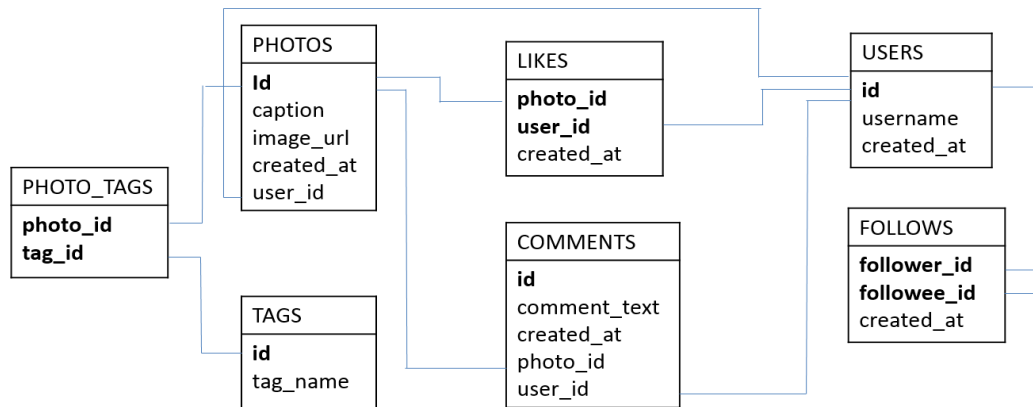 PHOTOS
Id
caption
image_url
created_at
user_id
LIKES
photo_id
user_id
created_at
USERS
id
username
created_at
PHOTO_TAGS
photo_id
tag_id
COMMENTS
id
comment_text
created_at
photo_id
user_id
FOLLOWS
follower_id
followee_id
created_at
TAGS
id
tag_name